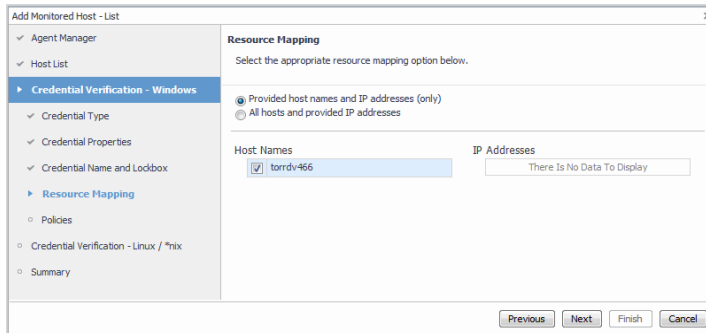 Add Monitored Host - List
Agent Manager
Host List
Credential Verification - Windows
Credential Type
Credential Properties
Credential Name and Lockbox
Resource Mapping
Policies
Credential Verification - Linux / *nix
Summary
Resource Mapping
Select the appropriate resource mapping option below.
Provided host names and IP addresses (only)
All hosts and provided IP addresses
Host Names
IP Addresses
torrdv466
There Is No Data To Display
Previous
Next
Finish
Cancel